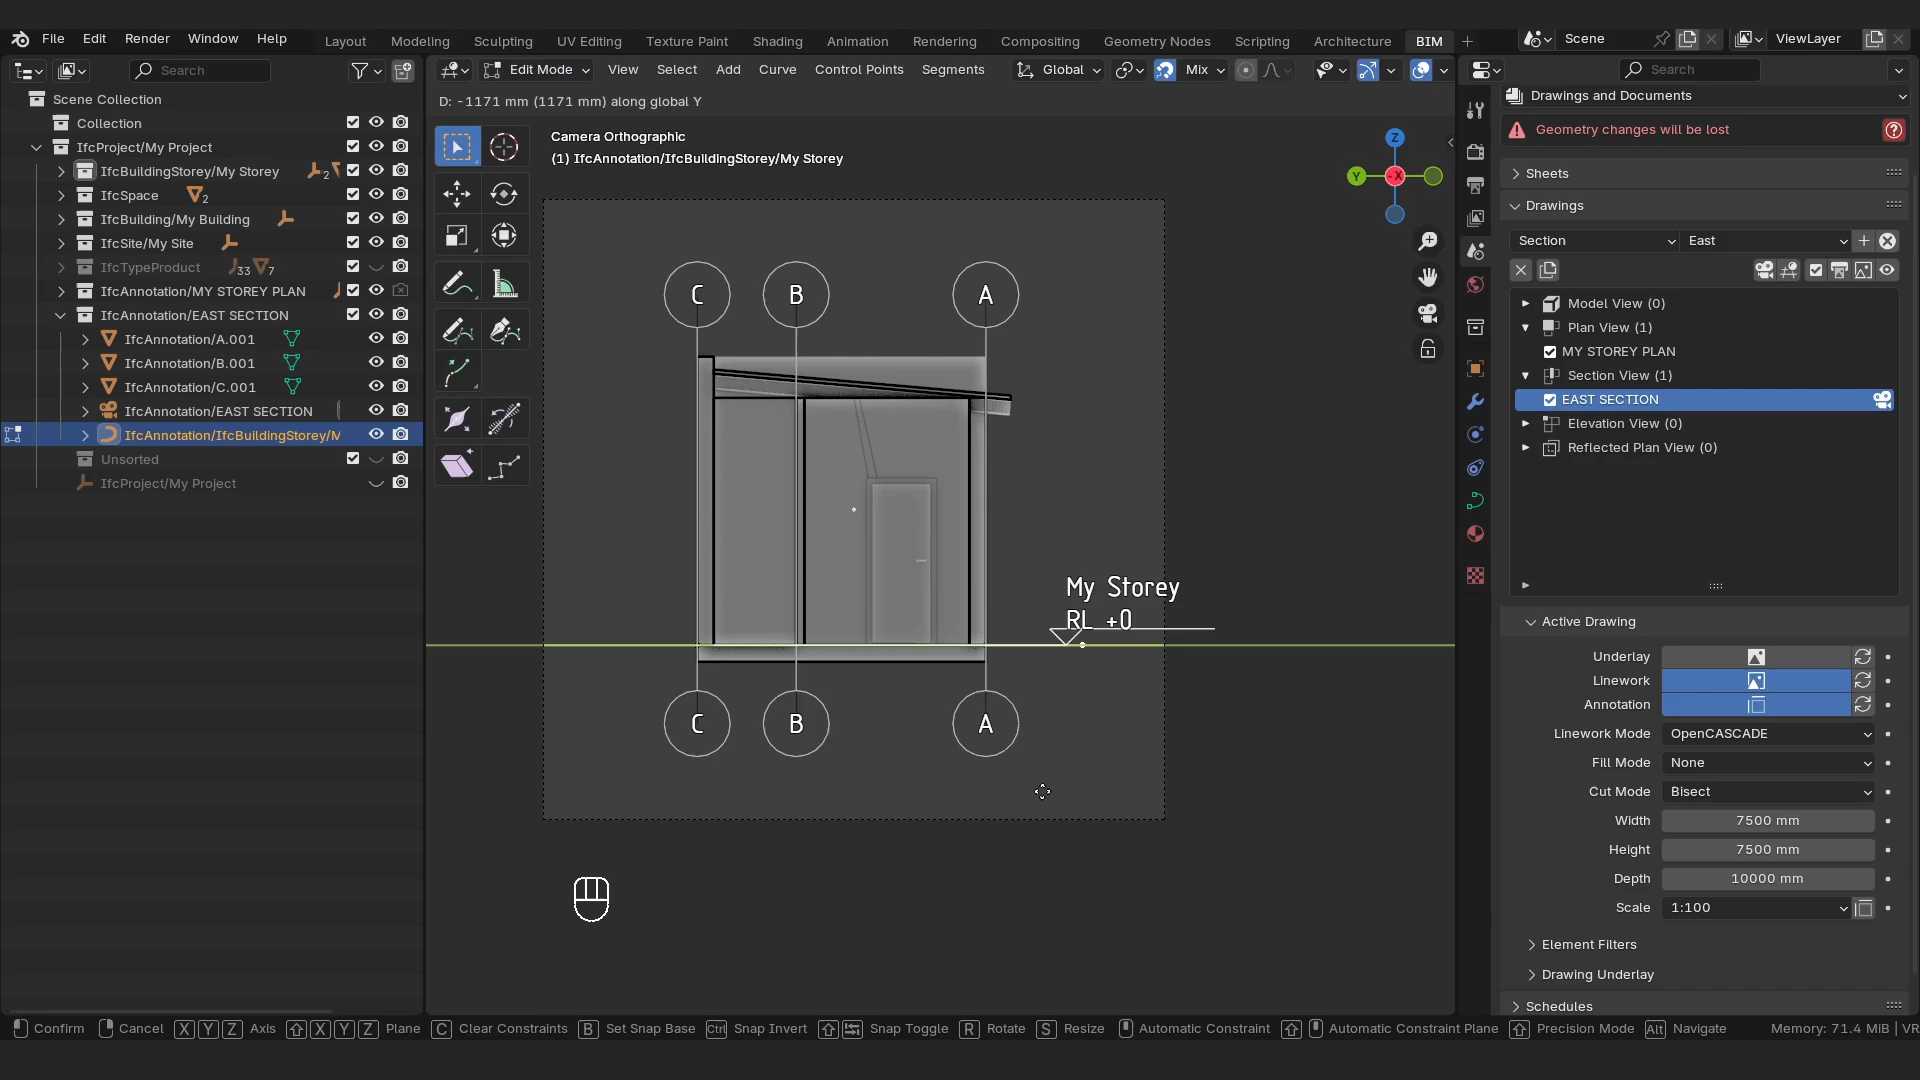 File Edit Render Window Help
Layout Modeling Sculpting UV Editing Texture Paint Shading Animation Rendering Compositing Geometry Nodes Scripting Architecture BIM
Scene
ViewLayer
Search
Edit Mode View Select Add Curve Control Points Segments Global Mix
Search
D: -1171 mm (1171 mm) along global Y
Scene Collection
Collection
IfcProject/My Project
IfcBuildingStorey/My Storey 2
IfcSpace 2
IfcBuilding/My Building
IfcSite/My Site
IfcTypeProduct 33 7
IfcAnnotation/MY STOREY PLAN
IfcAnnotation/EAST SECTION
IfcAnnotation/A.001
IfcAnnotation/B.001
IfcAnnotation/C.001
IfcAnnotation/EAST SECTION
IfcAnnotation/IfcBuildingStorey/M
Unsorted
IfcProject/My Project
Camera Orthographic
(1) IfcAnnotation/IfcBuildingStorey/My Storey
Z
Y
-X
C B A
My Storey
RL +0
C B A
Drawings and Documents
Geometry changes will be lost
Sheets
Drawings
Section East
Model View (0)
Plan View (1)
MY STOREY PLAN
Section View (1)
EAST SECTION
Elevation View (0)
Reflected Plan View (0)
Active Drawing
Underlay
Linework
Annotation
Linework Mode OpenCASCADE
Fill Mode None
Cut Mode Bisect
Width 7500 mm
Height 7500 mm
Depth 10000 mm
Scale 1:100
Element Filters
Drawing Underlay
Schedules
Confirm Cancel X Y Z Axis X Y Z Plane C Clear Constraints B Set Snap Base Ctrl Snap Invert Snap Toggle R Rotate S Resize Automatic Constraint Automatic Constraint Plane Precision Mode Alt Navigate Memory: 71.4 MiB | VR